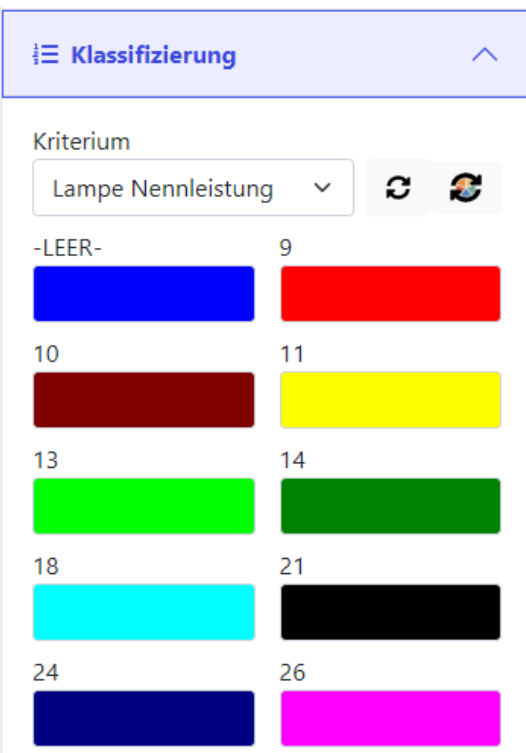 Klassifizierung
Kriterium
Lampe Nennleistung
-LEER- 9
10 11
13 14
18 21
24 26